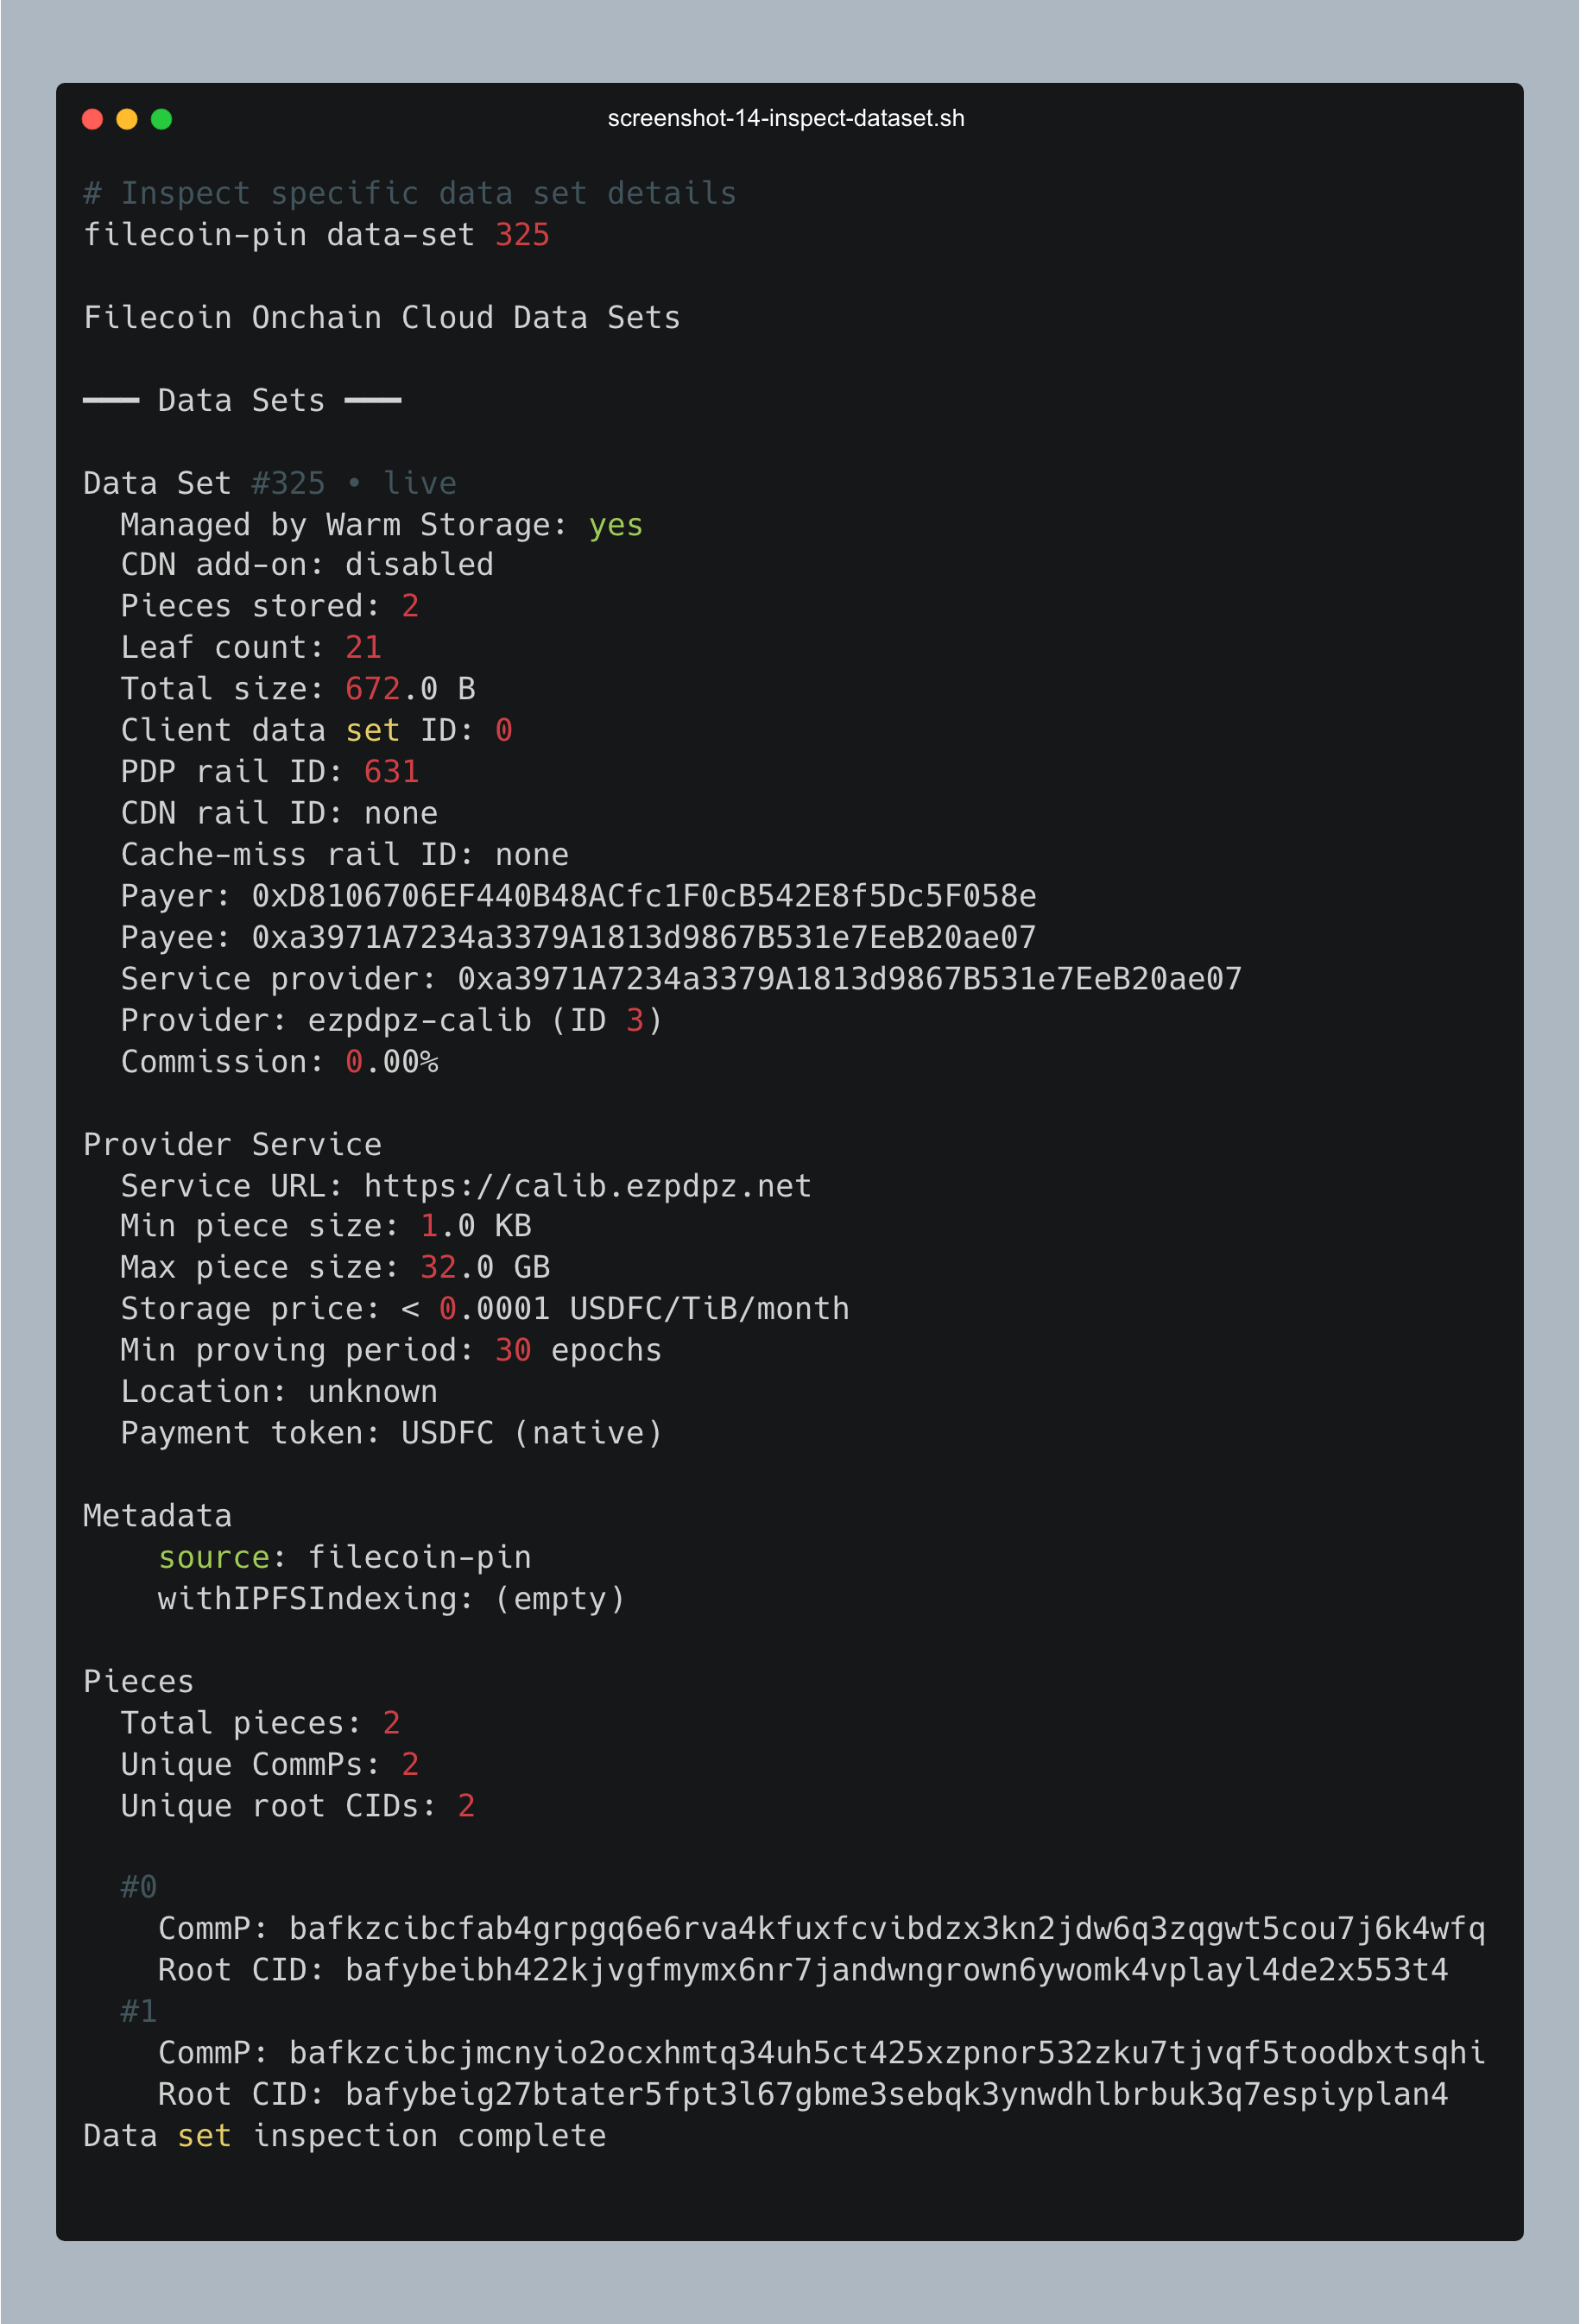 screenshot-14-inspect-dataset.sh
# Inspect specific data set details
filecoin-pin data-set 325
Filecoin Onchain Cloud Data Sets
━━━ Data Sets ━━━
Data Set #325 • live
Managed by Warm Storage: yes
CDN add-on: disabled
Pieces stored: 2
Leaf count: 21
Total size: 672.0 B
Client data set ID: 0
PDP rail ID: 631
CDN rail ID: none
Cache-miss rail ID: none
Payer: 0xD8106706EF440B48ACfc1F0cB542E8f5Dc5F058e
Payee: 0xa3971A7234a3379A1813d9867B531e7EeB20ae07
Service provider: 0xa3971A7234a3379A1813d9867B531e7EeB20ae07
Provider: ezpdpz-calib (ID 3)
Commission: 0.00%
Provider Service
Service URL: https://calib.ezpdpz.net
Min piece size: 1.0 KB
Max piece size: 32.0 GB
Storage price: < 0.0001 USDFC/TiB/month
Min proving period: 30 epochs
Location: unknown
Payment token: USDFC (native)
Metadata
source: filecoin-pin
withIPFSIndexing: (empty)
Pieces
Total pieces: 2
Unique CommPs: 2
Unique root CIDs: 2
#0
CommP: bafkzcibcfab4grpgq6e6rva4kfuxfcvibdzx3kn2jdw6q3zqgwt5cou7j6k4wfq
Root CID: bafybeibh422kjvgfmymx6nr7jandwngrown6ywomk4vplayl4de2x553t4
#1
CommP: bafkzcibcjmcnyio2ocxhmtq34uh5ct425xzpnor532zku7tjvqf5toodbxtsqhi
Root CID: bafybeig27btater5fpt3l67gbme3sebqk3ynwdhlbrbuk3q7espiyplan4
Data set inspection complete